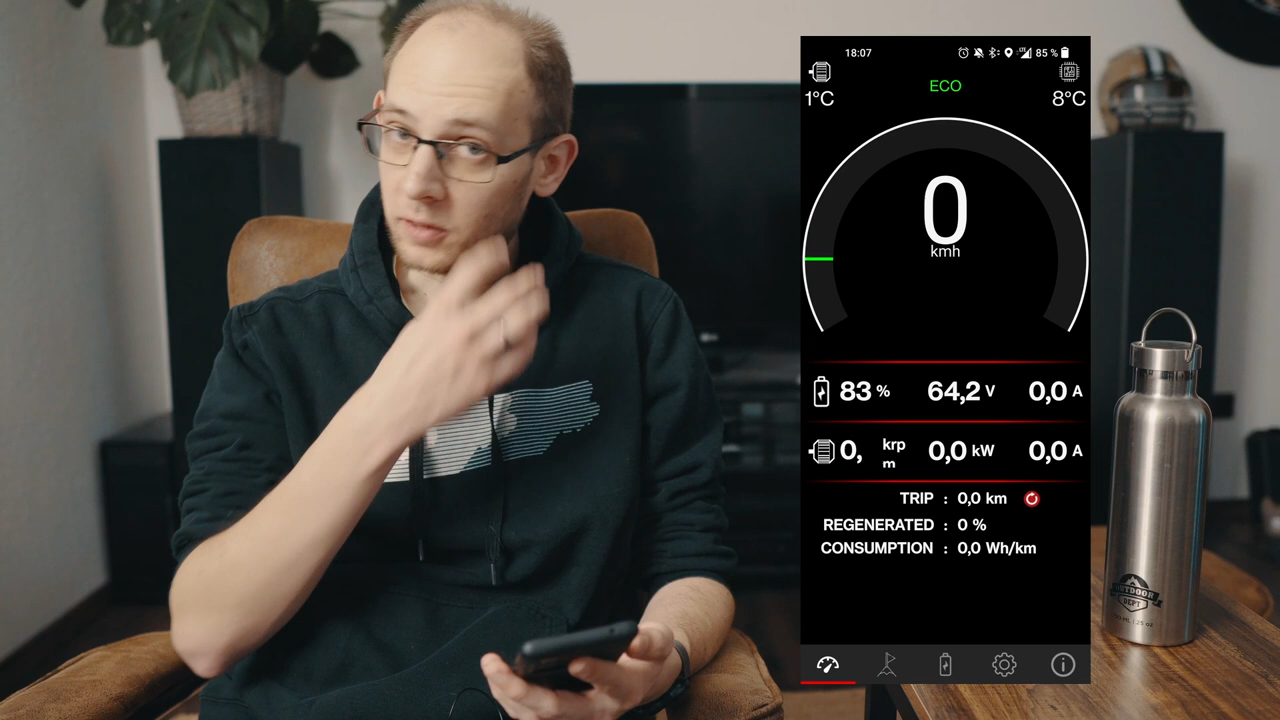 18:07 LTE 85 %
ECO
1°C 8°C
0
kmh
83 % 64,2 V 0,0 A
0, krp
m 0,0 kW 0,0 A
TRIP : 0,0 km
REGENERATED : 0 %
CONSUMPTION : 0,0 Wh/km
OUTDOOR
DEPT